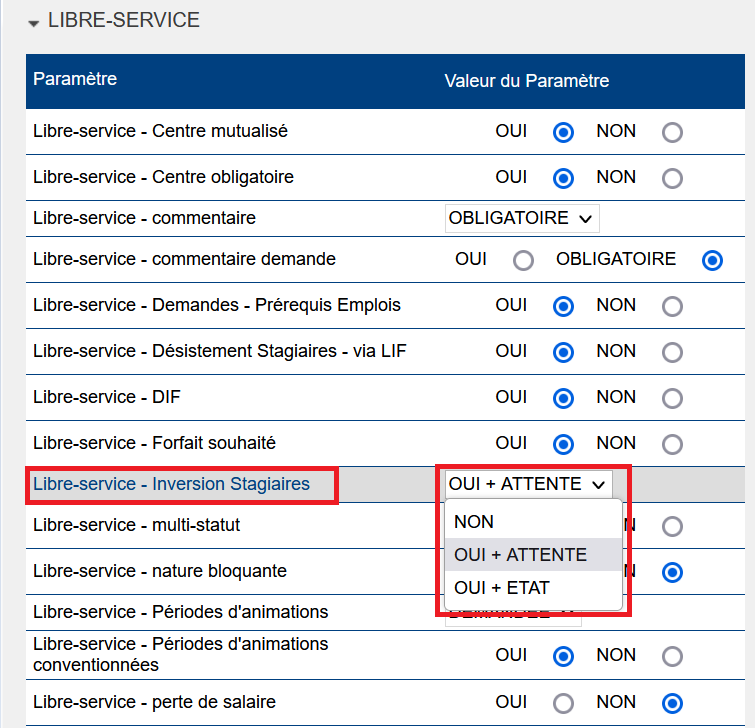 LIBRE-SERVICE
Paramètre Valeur du Paramètre
Libre-service - Centre mutualisé OUI NON
Libre-service - Centre obligatoire OUI NON
Libre-service - commentaire OBLIGATOIRE
Libre-service - commentaire demande OUI OBLIGATOIRE
Libre-service - Demandes - Prérequis Emplois OUI NON
Libre-service - Désistement Stagiaires - via LIF OUI NON
Libre-service - DIF OUI NON
Libre-service - Forfait souhaité OUI NON
Libre-service - Inversion Stagiaires OUI + ATTENTE
NON
Libre-service - multi-statut
OUI + ATTENTE
Libre-service - nature bloquante
OUI + ETAT
Libre-service - Périodes d'animations
Libre-service - Périodes d'animations
conventionnées OUI NON
Libre-service - perte de salaire OUI NON